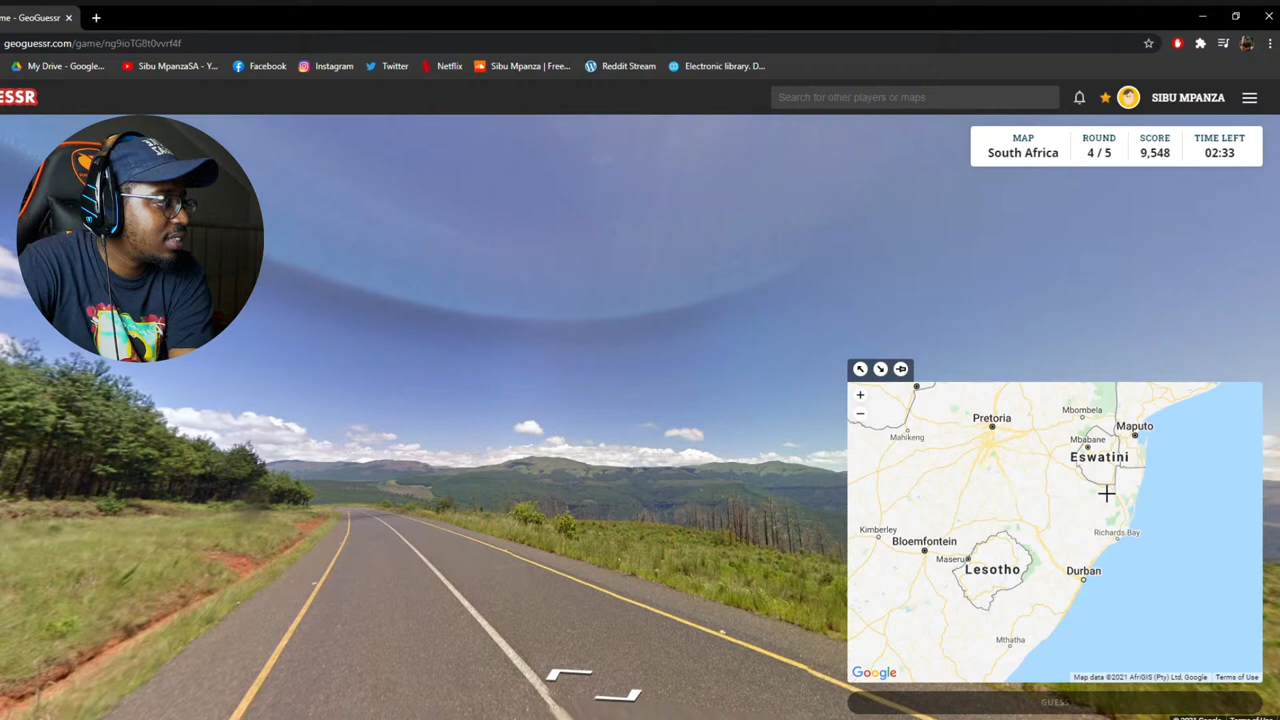 me - GeoGuessr
geoguessr.com/game/ng9ioTG8t0vvrf4f
My Drive - Google... Sibu MpanzaSA - Y... Facebook Instagram Twitter Netflix Sibu Mpanza | Free... Reddit Stream Electronic library. D...
ESSR Search for other players or maps SIBU MPANZA
MAP ROUND SCORE TIME LEFT
South Africa 4 / 5 9,548 02:33
Mbombela
Pretoria
Maputo
Mahikeng
Mbabane
Eswatini
Kimberley
Richards Bay
Bloemfontein
Maseru
Lesotho
Durban
Mthatha
Google
Map data ©2021 AfriGIS (Pty) Ltd, Google Terms of Use
GUESS